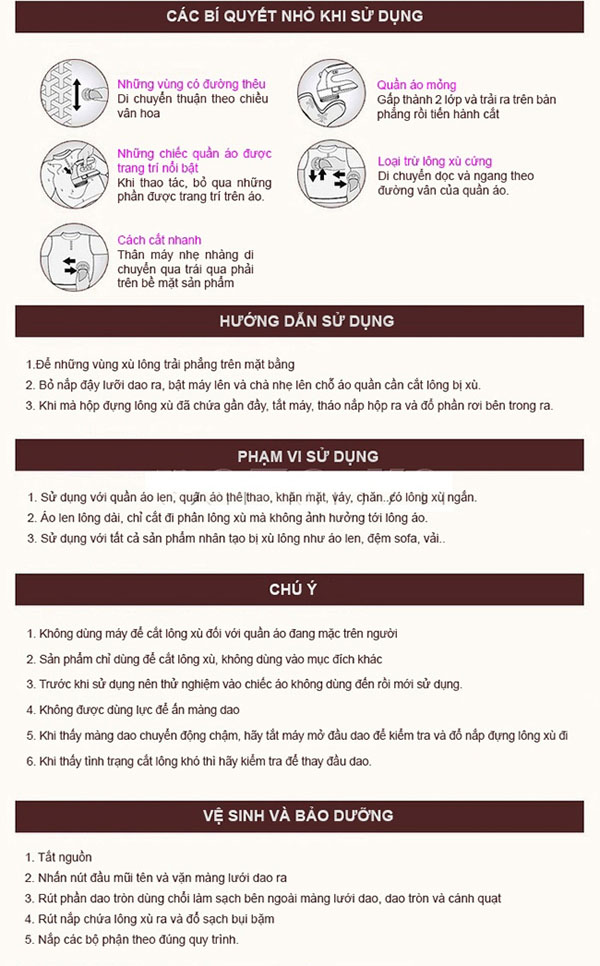 CÁC BÍ QUYẾT NHỎ KHI SỬ DỤNG
Những vùng có đường thêu
Di chuyển thuận theo chiều
vân hoa
Quần áo mỏng
Gấp thành 2 lớp và trải ra trên bàn
phẳng rồi tiến hành cắt
Những chiếc quần áo được
trang trí nổi bật
Khi thao tác, bỏ qua những
phần được trang trí trên áo.
Loại trừ lông xù cứng
Di chuyển dọc và ngang theo
đường vân của quần áo.
Cách cắt nhanh
Thân máy nhẹ nhàng di
chuyển qua trái qua phải
trên bề mặt sản phẩm
HƯỚNG DẪN SỬ DỤNG
1.Để những vùng xù lông trải phẳng trên mặt bằng
2. Bỏ nắp đậy lưỡi dao ra, bật máy lên và chà nhẹ lên chỗ áo quần cần cắt lông bị xù.
3. Khi mà hộp đựng lông xù đã chứa gần đầy, tắt máy, tháo nắp hộp ra và đổ phần rơi bên trong ra.
PHẠM VI SỬ DỤNG
1. Sử dụng với quần áo len, quần áo thể thao, khăn mặt, váy, chăn..có lông xù ngắn.
2. Áo len lông dài, chỉ cắt đi phần lông xù mà không ảnh hưởng tới lông áo.
3. Sử dụng với tất cả sản phẩm nhân tạo bị xù lông như áo len, đệm sofa, vải..
CHÚ Ý
1. Không dùng máy để cắt lông xù đối với quần áo đang mặc trên người
2. Sản phẩm chỉ dùng để cắt lông xù, không dùng vào mục đích khác
3. Trước khi sử dụng nên thử nghiệm vào chiếc áo không dùng đến rồi mới sử dụng.
4. Không được dùng lực để ấn màng dao
5. Khi thấy màng dao chuyển động chậm, hãy tắt máy mở đầu dao để kiểm tra và đổ nắp đựng lông xù đi
6. Khi thấy tình trạng cắt lông khó thì hãy kiểm tra để thay đầu dao.
VỆ SINH VÀ BẢO DƯỠNG
1. Tắt nguồn
2. Nhấn nút đầu mũi tên và vặn màng lưới dao ra
3. Rút phần dao tròn dùng chổi làm sạch bên ngoài màng lưới dao, dao tròn và cánh quạt
4. Rút nắp chứa lông xù ra và đổ sạch bụi bặm
5. Nắp các bộ phận theo đúng quy trình.